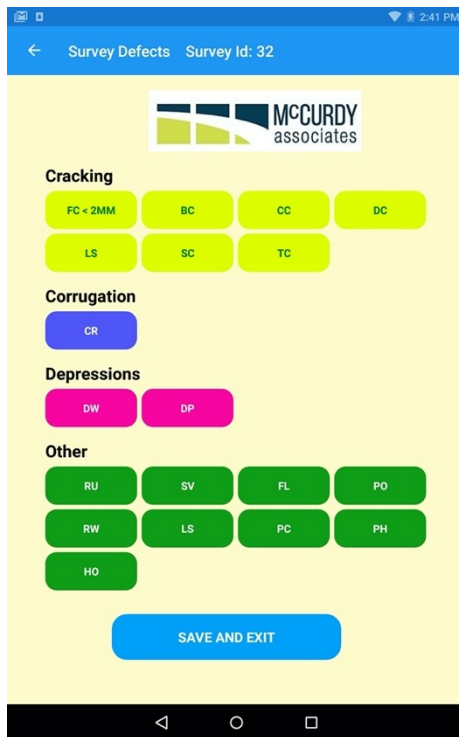 2:41 PM
Survey Defects Survey Id: 32
McCURDY
associates
Cracking
FC < 2MM BC CC DC
LS SC TC
Corrugation
CR
Depressions
DW DP
Other
RU SV FL PO
RW LS PC PH
HO
SAVE AND EXIT